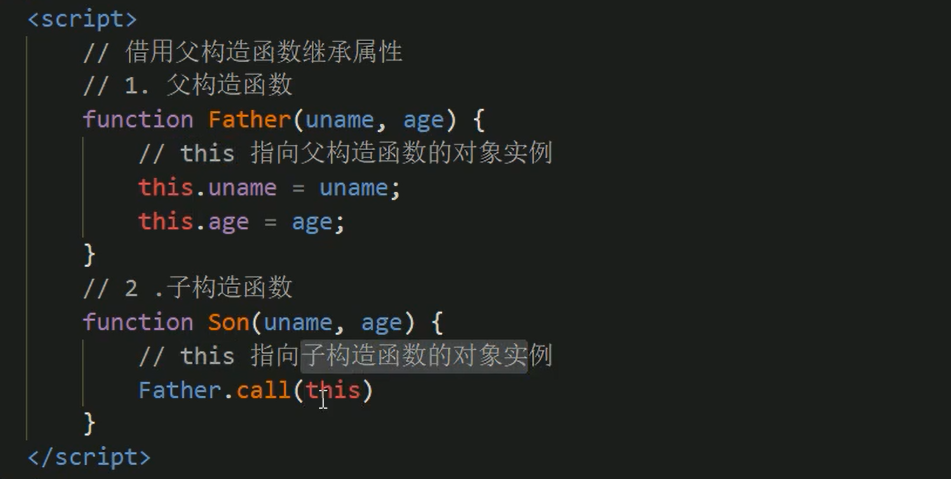 <script>
// 借用父构造函数继承属性
// 1. 父构造函数
function Father(uname, age) {
// this 指向父构造函数的对象实例
this.uname = uname;
this.age = age;
}
// 2 .子构造函数
function Son(uname, age) {
// this 指向子构造函数的对象实例
Father.call(this)
}
</script>